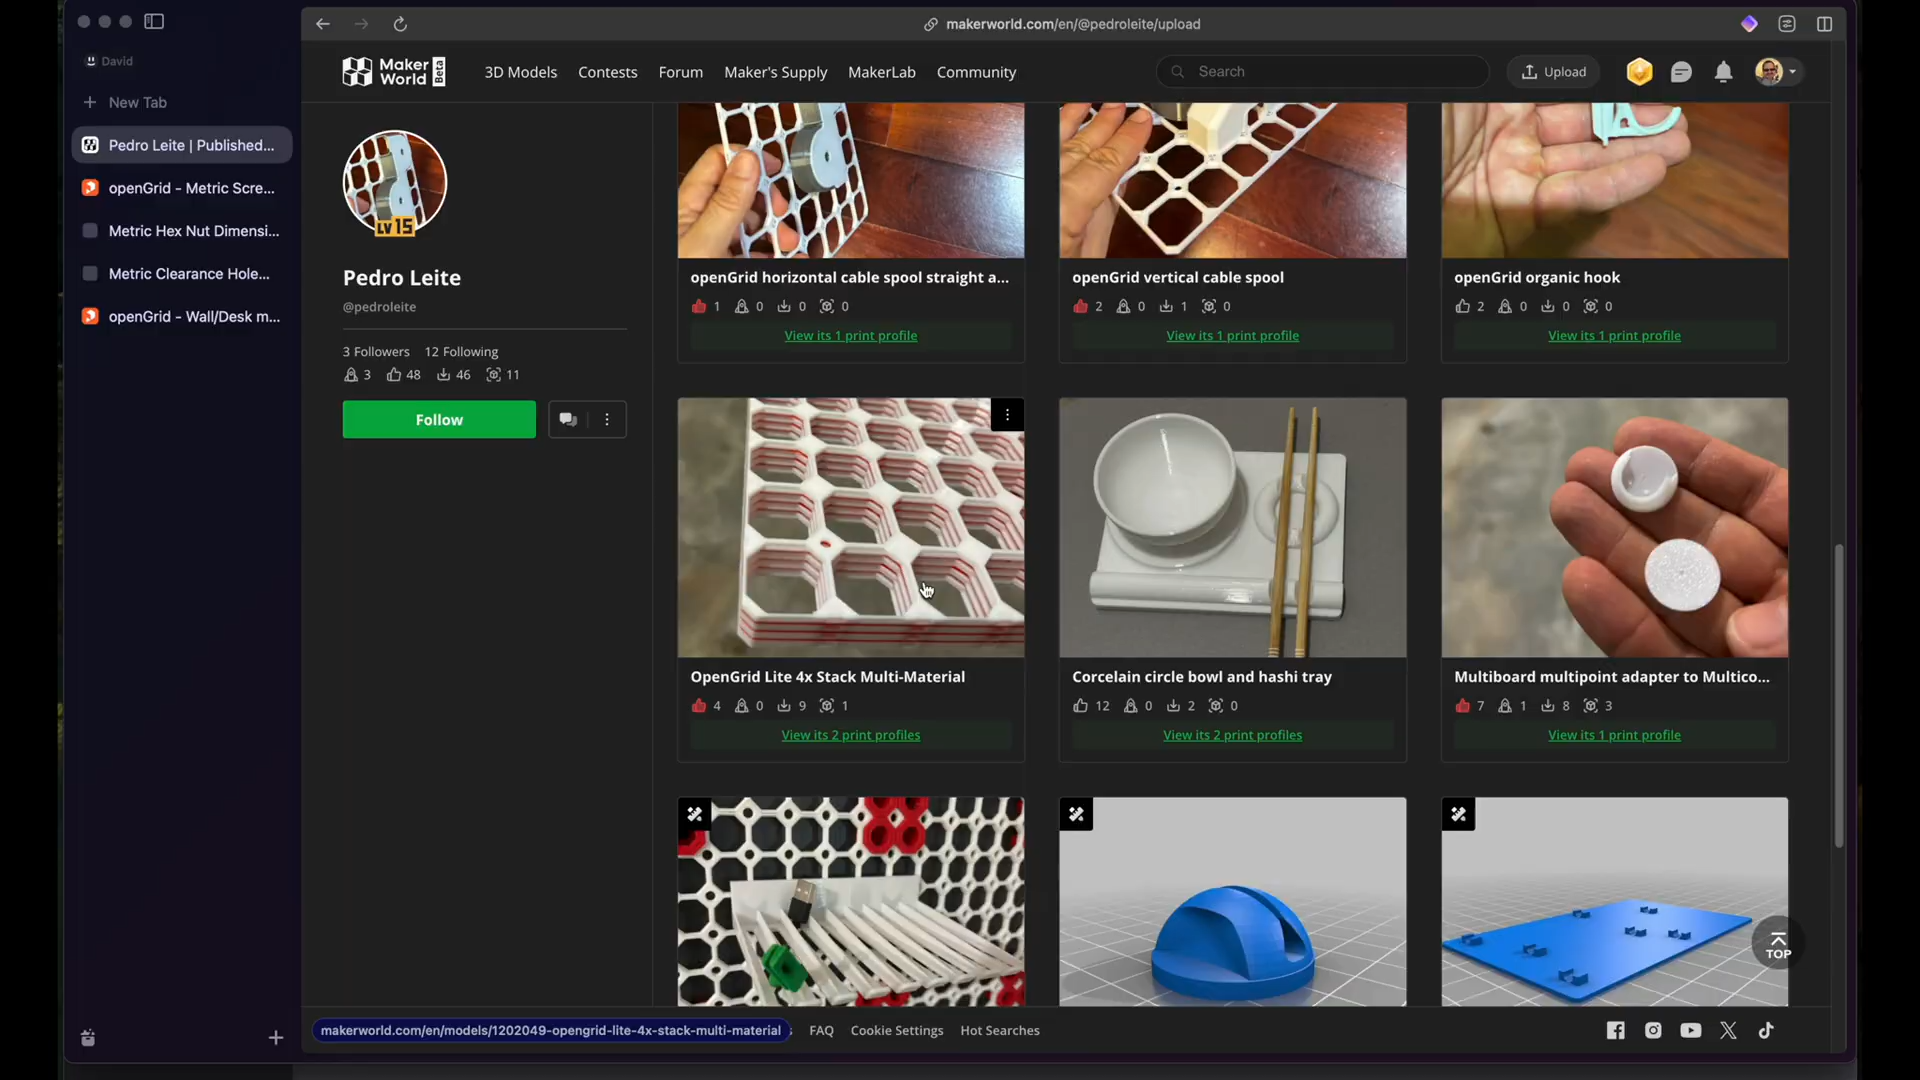 David
New Tab
Pedro Leite | Published...
openGrid - Metric Scre...
Metric Hex Nut Dimensi...
Metric Clearance Hole...
openGrid - Wall/Desk m...
makerworld.com/en/@pedroleite/upload
Maker World Beta
3D Models Contests Forum Maker's Supply MakerLab Community
Search
Upload
LV 15
Pedro Leite
@pedroleite
3 Followers 12 Following
3 48 46 11
Follow
openGrid horizontal cable spool straight a...
1 0 0 0
View its 1 print profile
openGrid vertical cable spool
2 0 1 0
View its 1 print profile
openGrid organic hook
2 0 0 0
View its 1 print profile
OpenGrid Lite 4x Stack Multi-Material
4 0 9 1
View its 2 print profiles
Corcelain circle bowl and hashi tray
12 0 2 0
View its 2 print profiles
Multiboard multipoint adapter to Multico...
7 1 8 3
View its 1 print profile
TOP
makerworld.com/en/models/1202049-opengrid-lite-4x-stack-multi-material
FAQ Cookie Settings Hot Searches